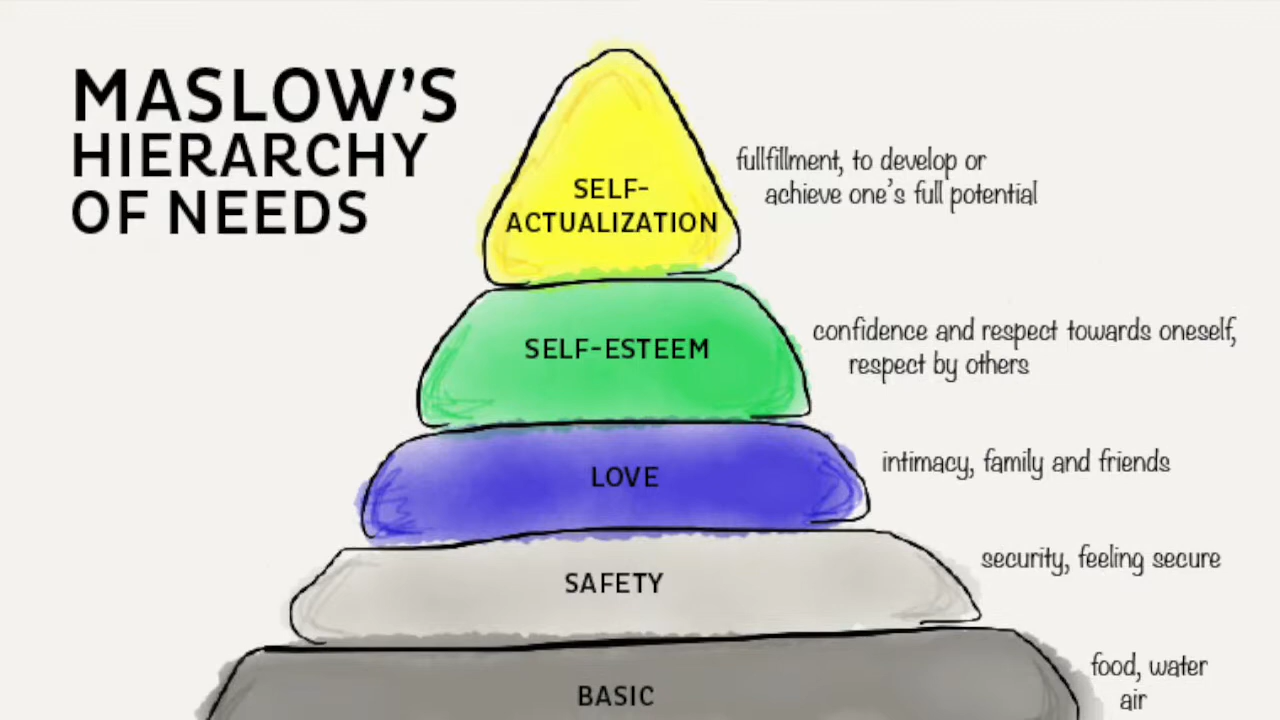 MASLOW'S
HIERARCHY
OF NEEDS
SELF-
ACTUALIZATION
fullfillment, to develop or
achieve one's full potential
SELF-ESTEEM
confidence and respect towards oneself,
respect by others
LOVE
intimacy, family and friends
SAFETY
security, feeling secure
BASIC
food, water
air